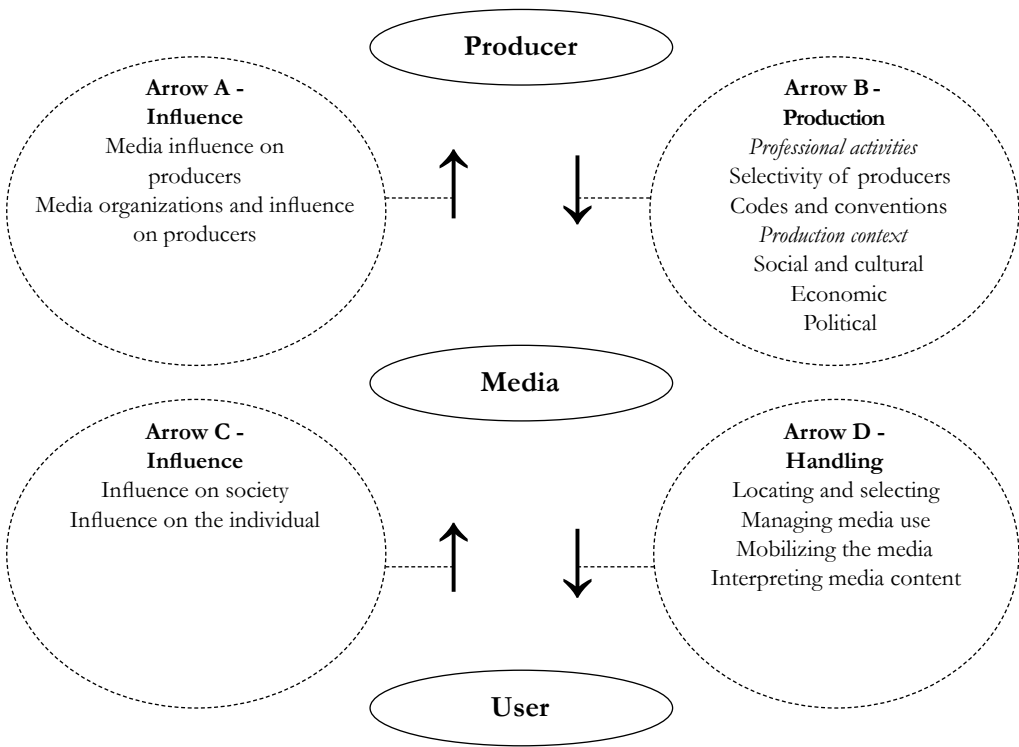 Producer
Arrow A -
Influence
Media influence on
producers
Media organizations and influence
on producers
Arrow B -
Production
Professional activities
Selectivity of producers
Codes and conventions
Production context
Social and cultural
Economic
Political
Media
Arrow C -
Influence
Influence on society
Influence on the individual
Arrow D -
Handling
Locating and selecting
Managing media use
Mobilizing the media
Interpreting media content
User